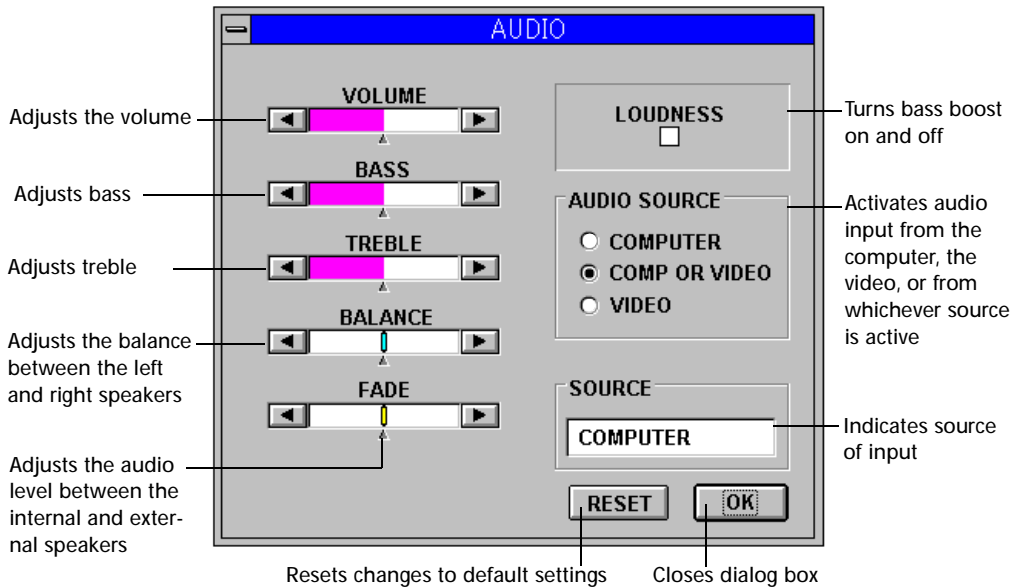 AUDIO
Adjusts the volume
VOLUME
Adjusts bass
BASS
Adjusts treble
TREBLE
Adjusts the balance
between the left
and right speakers
BALANCE
Adjusts the audio
level between the
internal and exter-
nal speakers
FADE
LOUDNESS
Turns bass boost
on and off
AUDIO SOURCE
COMPUTER
COMP OR VIDEO
VIDEO
Activates audio
input from the
computer, the
video, or from
whichever source
is active
SOURCE
COMPUTER
Indicates source
of input
RESET
OK
Resets changes to default settings
Closes dialog box